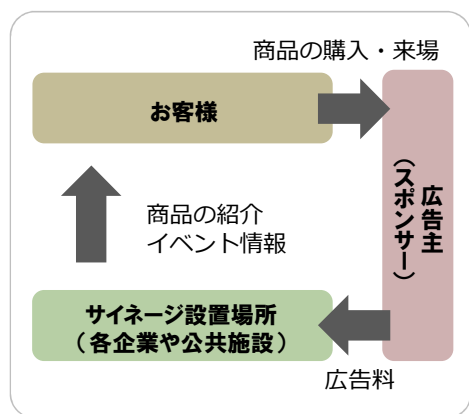 商品の購入・来場
お客様
広告主
（スポンサー）
商品の紹介
イベント情報
サイネージ設置場所
（各企業や公共施設）
広告料